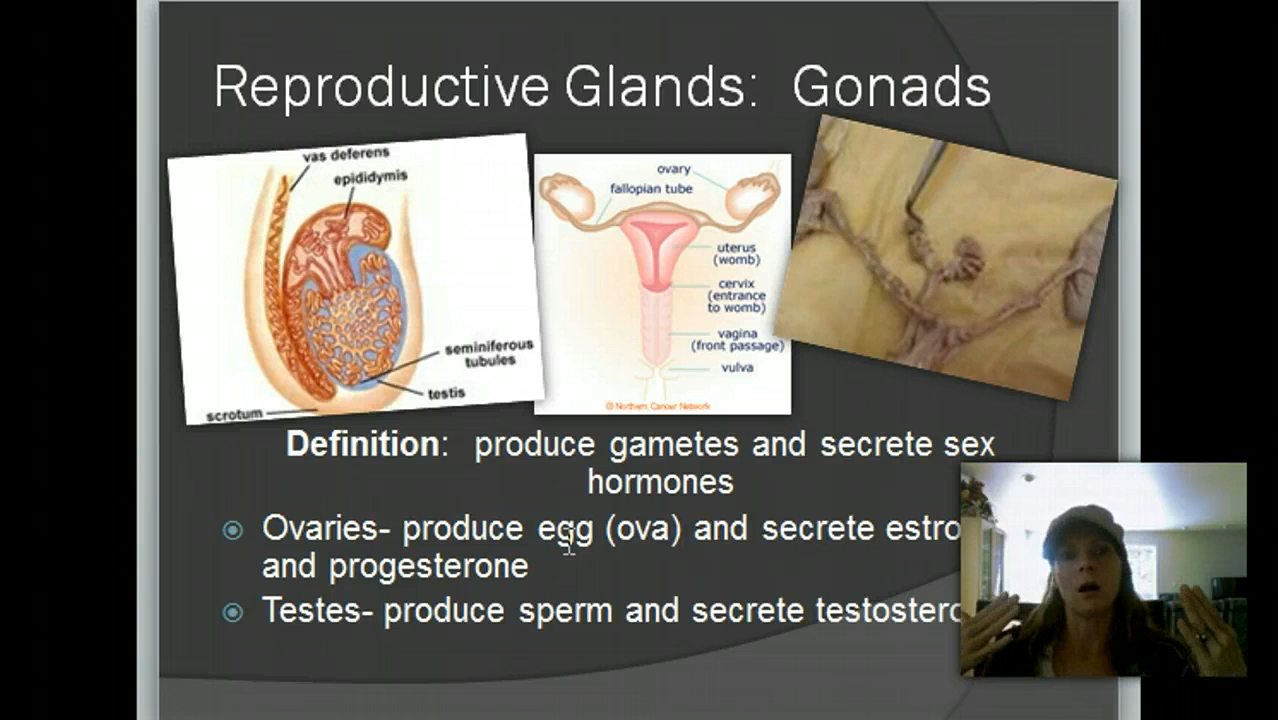 Reproductive Glands: Gonads
vas deferens
epididymis
seminiferous
tubules
testis
scrotum
ovary
fallopian tube
uterus
(womb)
cervix
(entrance
to womb)
vagina
(front passage)
vulva
© Northern Cancer Network
Definition: produce gametes and secrete sex
hormones
Ovaries- produce egg (ova) and secrete estro
and progesterone
Testes- produce sperm and secrete testostero